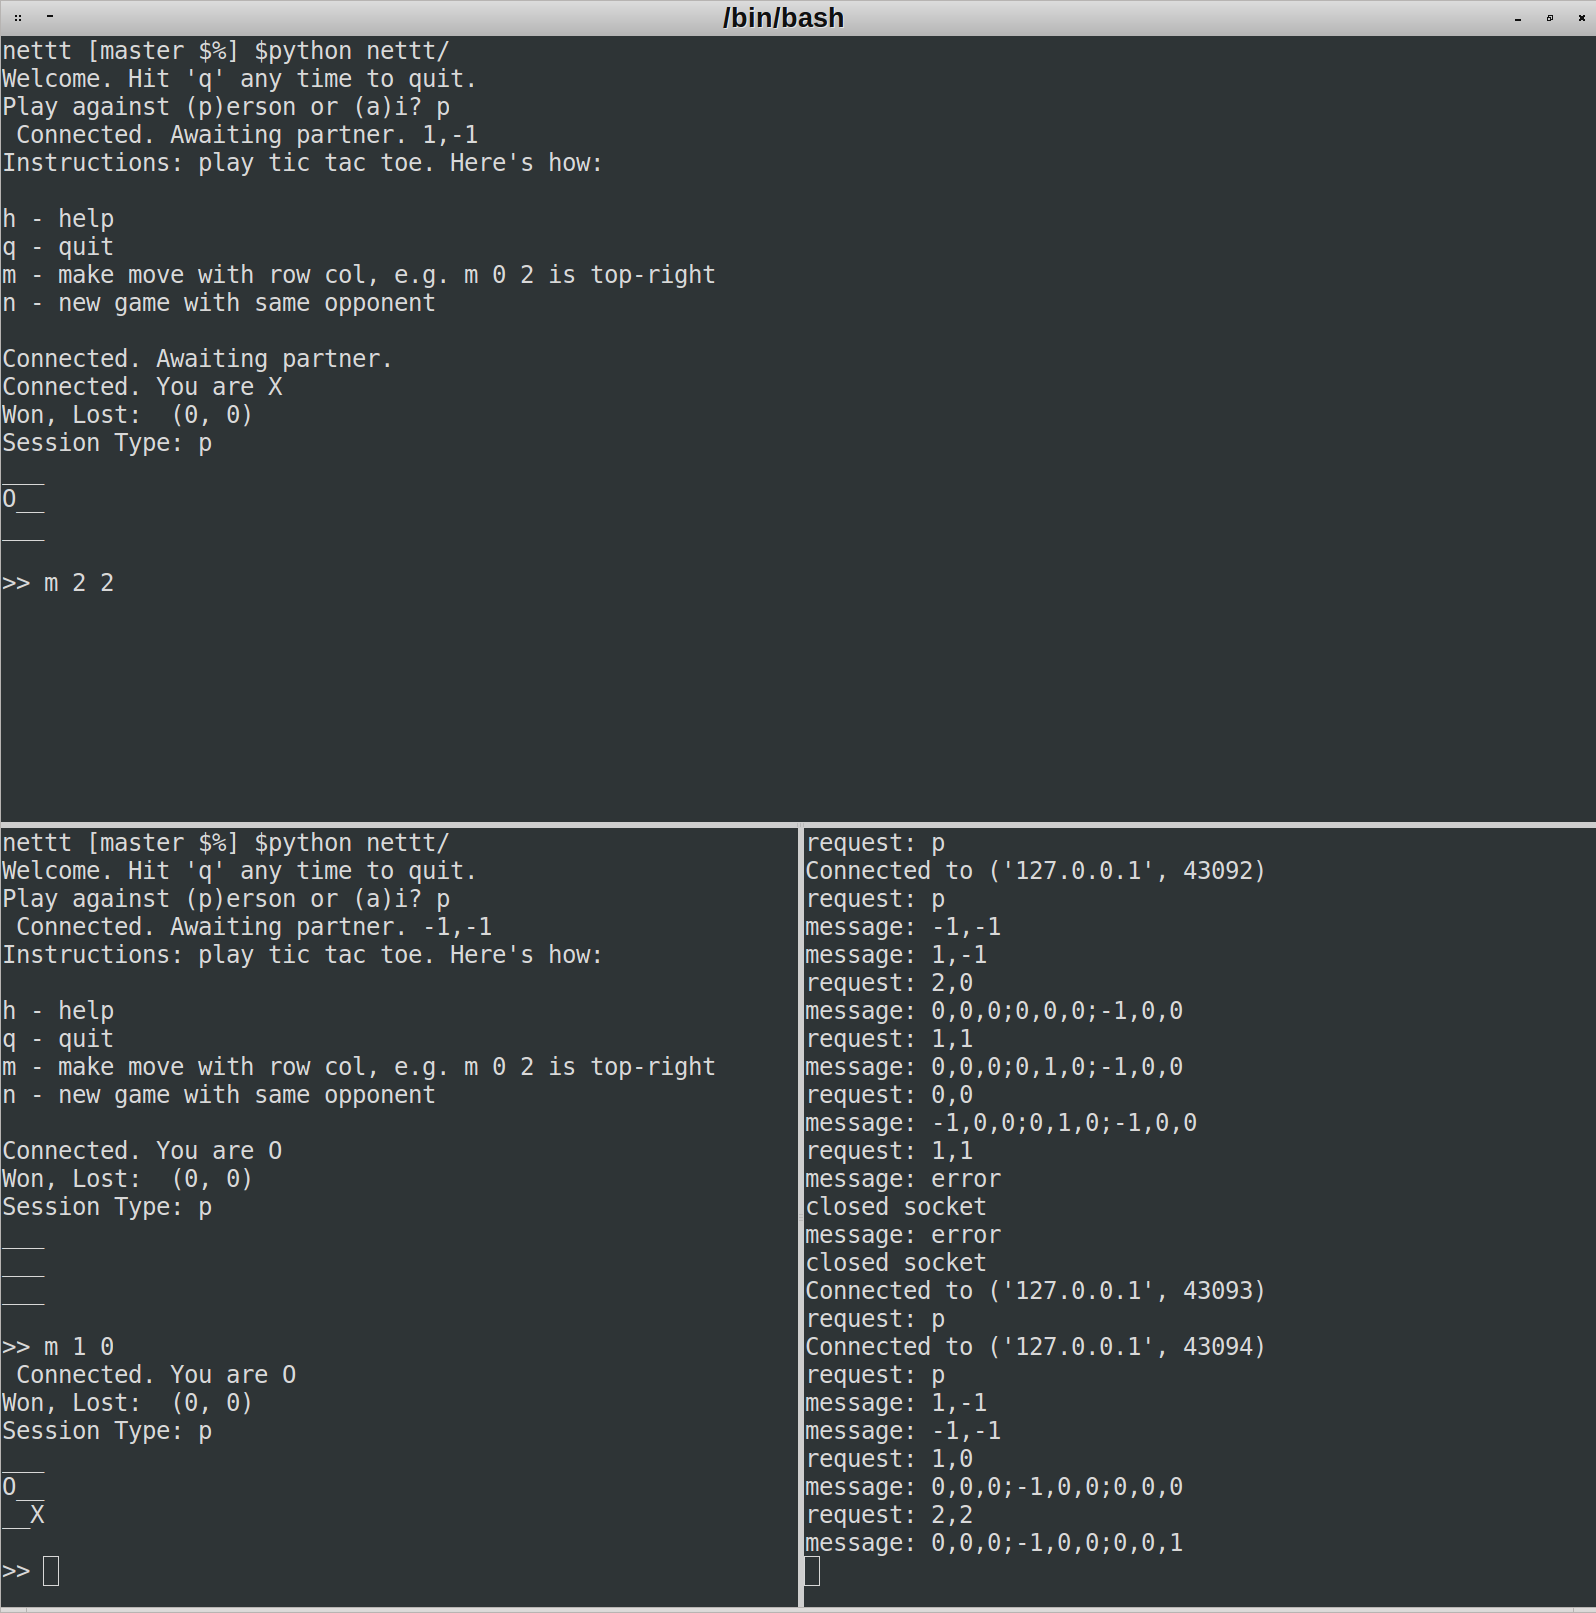 /bin/bash
nettt [master $%] $python nettt/
Welcome. Hit 'q' any time to quit.
Play against (p)erson or (a)i? p
 Connected. Awaiting partner. 1,-1
Instructions: play tic tac toe. Here's how:
h - help
q - quit
m - make move with row col, e.g. m 0 2 is top-right
n - new game with same opponent
Connected. Awaiting partner.
Connected. You are X
Won, Lost:  (0, 0)
Session Type: p
___
O__
___
>> m 2 2
nettt [master $%] $python nettt/
Welcome. Hit 'q' any time to quit.
Play against (p)erson or (a)i? p
 Connected. Awaiting partner. -1,-1
Instructions: play tic tac toe. Here's how:
h - help
q - quit
m - make move with row col, e.g. m 0 2 is top-right
n - new game with same opponent
Connected. You are O
Won, Lost:  (0, 0)
Session Type: p
___
___
___
>> m 1 0
 Connected. You are O
Won, Lost:  (0, 0)
Session Type: p
___
O__
__X
>>
request: p
Connected to ('127.0.0.1', 43092)
request: p
message: -1,-1
message: 1,-1
request: 2,0
message: 0,0,0;0,0,0;-1,0,0
request: 1,1
message: 0,0,0;0,1,0;-1,0,0
request: 0,0
message: -1,0,0;0,1,0;-1,0,0
request: 1,1
message: error
closed socket
message: error
closed socket
Connected to ('127.0.0.1', 43093)
request: p
Connected to ('127.0.0.1', 43094)
request: p
message: 1,-1
message: -1,-1
request: 1,0
message: 0,0,0;-1,0,0;0,0,0
request: 2,2
message: 0,0,0;-1,0,0;0,0,1